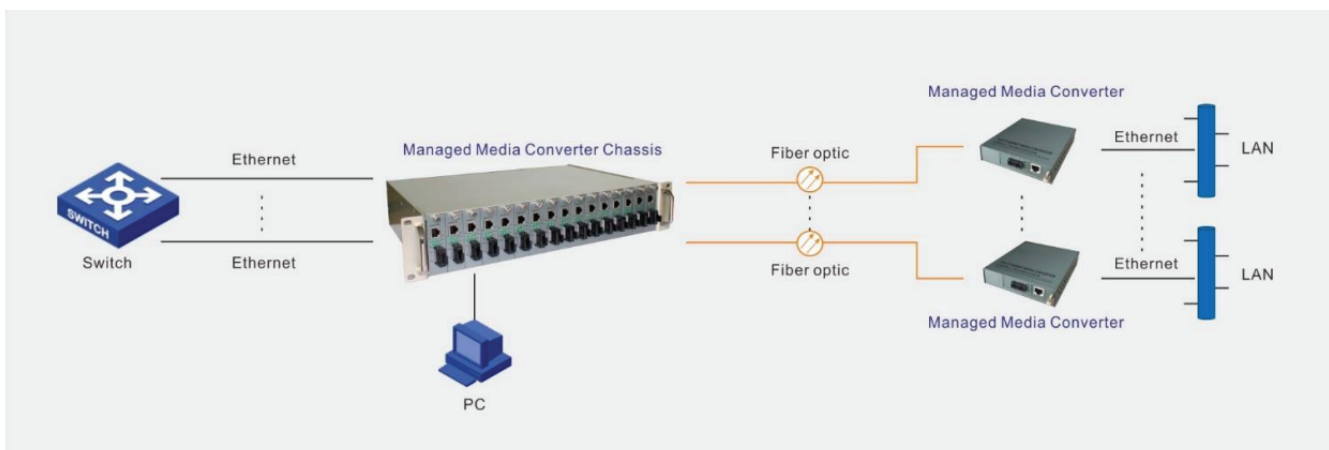 Managed Media Converter
Ethernet
Fiber optic
Ethernet
LAN
Managed Media Converter Chassis
SWITCH
Switch
Ethernet
PC
Fiber optic
Ethernet
LAN
Managed Media Converter